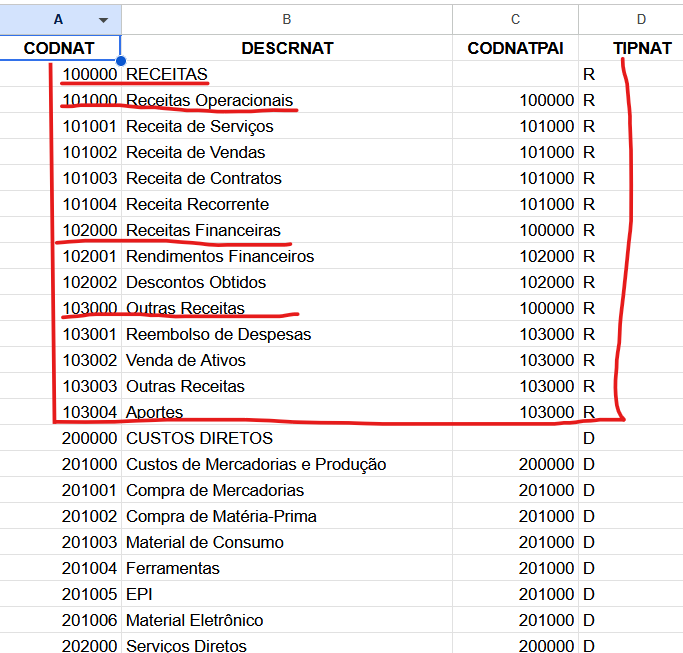 A B C D
CODNAT DESCRNAT CODNATPAI TIPNAT
100000 RECEITAS R
101000 Receitas Operacionais 100000 R
101001 Receita de Serviços 101000 R
101002 Receita de Vendas 101000 R
101003 Receita de Contratos 101000 R
101004 Receita Recorrente 101000 R
102000 Receitas Financeiras 100000 R
102001 Rendimentos Financeiros 102000 R
102002 Descontos Obtidos 102000 R
103000 Outras Receitas 100000 R
103001 Reembolso de Despesas 103000 R
103002 Venda de Ativos 103000 R
103003 Outras Receitas 103000 R
103004 Aportes 103000 R
200000 CUSTOS DIRETOS D
201000 Custos de Mercadorias e Produção 200000 D
201001 Compra de Mercadorias 201000 D
201002 Compra de Matéria-Prima 201000 D
201003 Material de Consumo 201000 D
201004 Ferramentas 201000 D
201005 EPI 201000 D
201006 Material Eletrônico 201000 D
202000 Serviços Diretos 200000 D